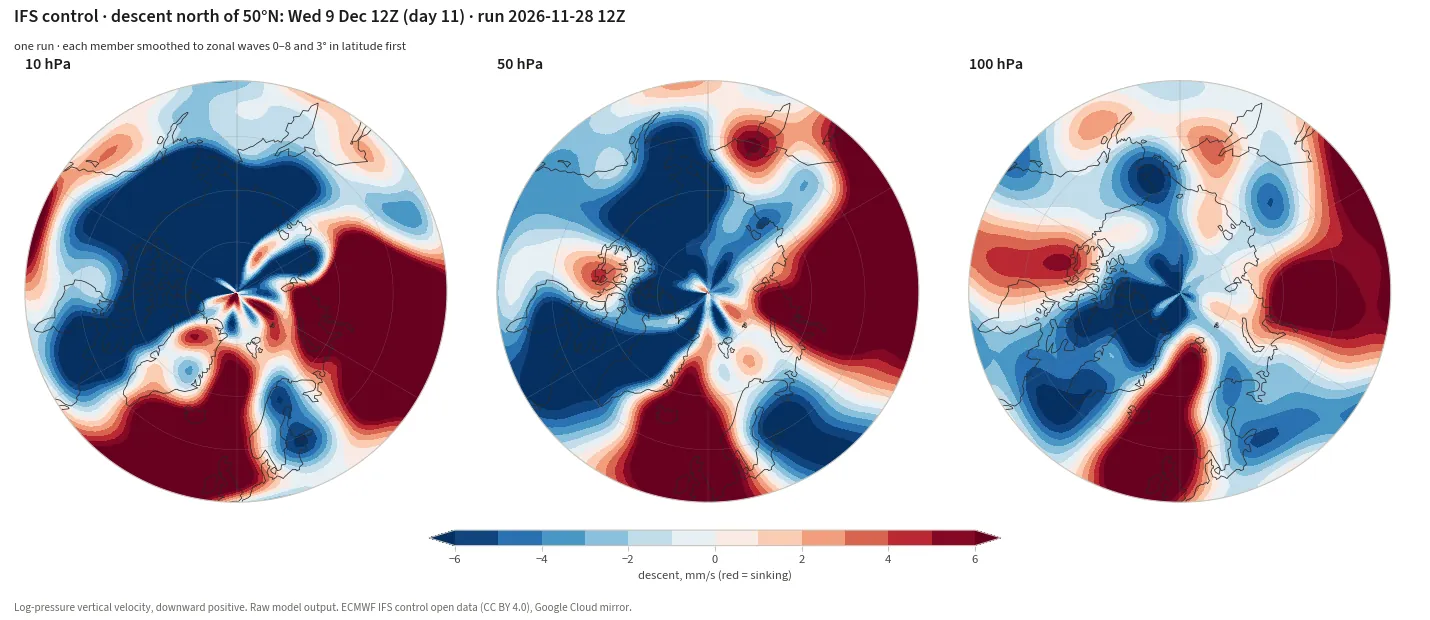 IFS control · descent north of 50°N: Wed 9 Dec 12Z (day 11) · run 2026-11-28 12Z
one run · each member smoothed to zonal waves 0–8 and 3° in latitude first
10 hPa
50 hPa
100 hPa
−6 −4 −2 0 2 4 6
descent, mm/s (red = sinking)
Log-pressure vertical velocity, downward positive. Raw model output. ECMWF IFS control open data (CC BY 4.0), Google Cloud mirror.